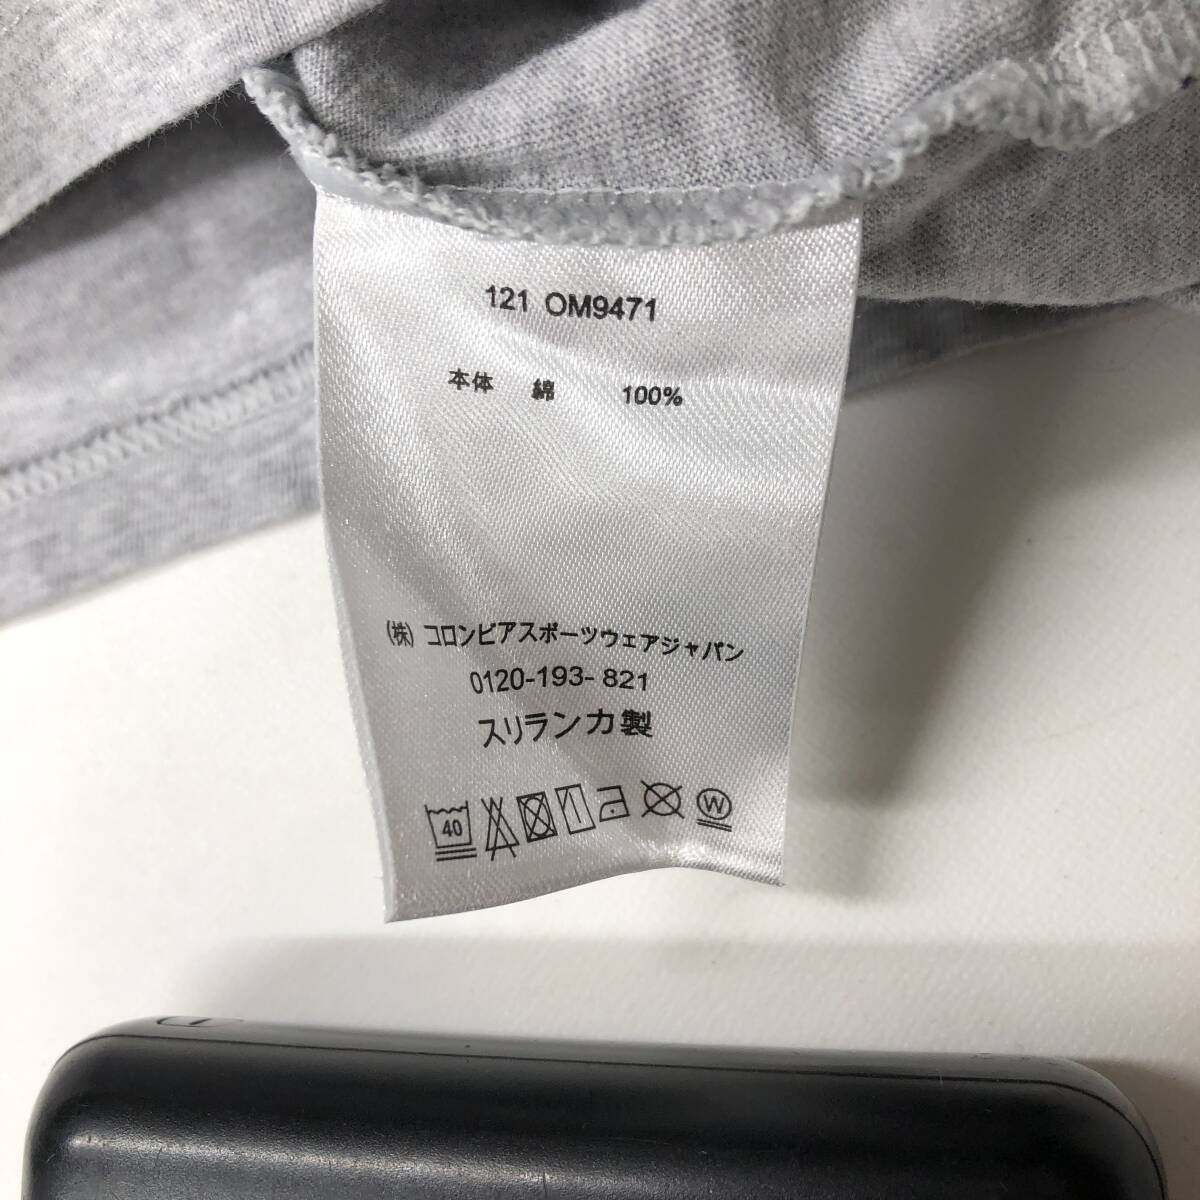 121 OM9471
本体 綿 100%
(株) コロンビアスポーツウェアジャパン
0120-193- 821
スリランカ製
40
W